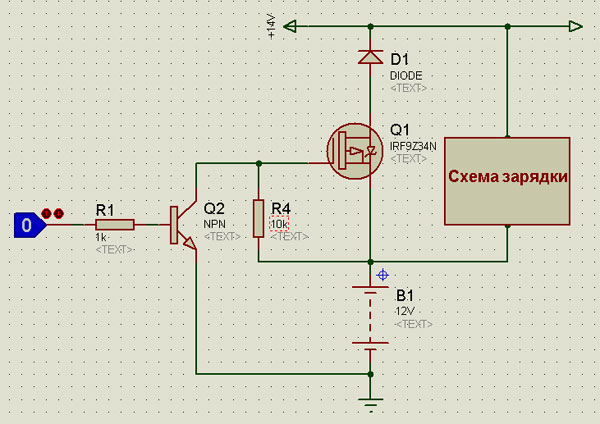 +14V
D1
DIODE
<TEXT>
Q1
IRF9Z34N
<TEXT>
Схема зарядки
R1
1k
<TEXT>
0
Q2
NPN
<TEXT>
R4
10k
<TEXT>
B1
12V
<TEXT>